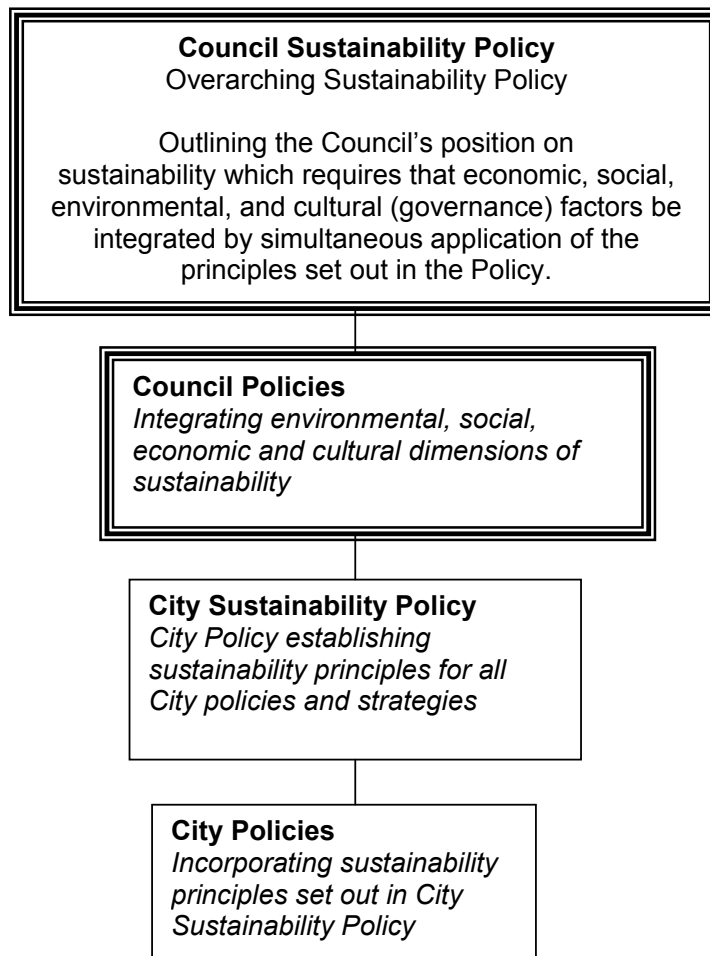 Council Sustainability Policy
Overarching Sustainability Policy
Outlining the Council’s position on
sustainability which requires that economic, social,
environmental, and cultural (governance) factors be
integrated by simultaneous application of the
principles set out in the Policy.
Council Policies
Integrating environmental, social,
economic and cultural dimensions of
sustainability
City Sustainability Policy
City Policy establishing
sustainability principles for all
City policies and strategies
City Policies
Incorporating sustainability
principles set out in City
Sustainability Policy